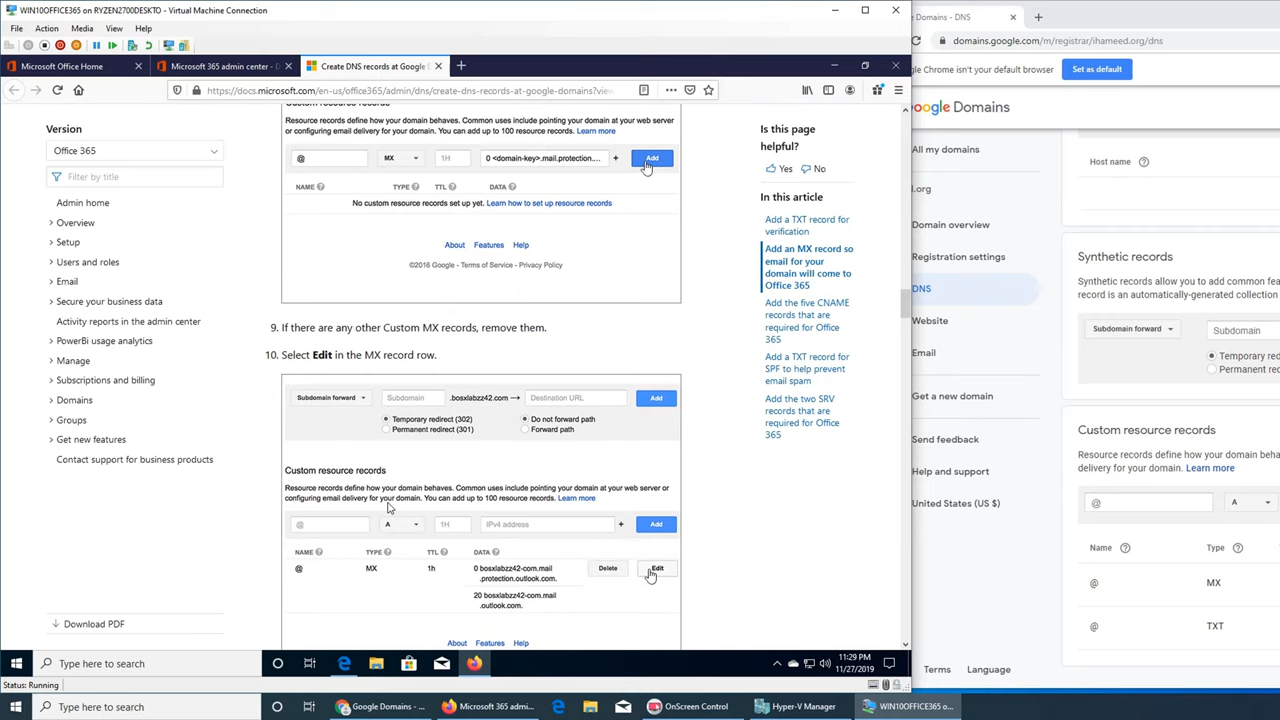 WIN10OFFICE365 on RYZEN2700DESKTO - Virtual Machine Connection
File Action Media View Help
Microsoft Office Home
Microsoft 365 admin center - D
Create DNS records at Google D
https://docs.microsoft.com/en-us/office365/admin/dns/create-dns-records-at-google-domains?view...
Version
Office 365
Filter by title
Admin home
Overview
Setup
Users and roles
Email
Secure your business data
Activity reports in the admin center
PowerBi usage analytics
Manage
Subscriptions and billing
Domains
Groups
Get new features
Contact support for business products
Download PDF
Custom resource records
Resource records define how your domain behaves. Common uses include pointing your domain at your web server
or configuring email delivery for your domain. You can add up to 100 resource records. Learn more
@ MX 1H 0 <domain-key>.mail.protection.... + Add
NAME TYPE TTL DATA
No custom resource records set up yet. Learn how to set up resource records
About Features Help
©2016 Google - Terms of Service - Privacy Policy
9. If there are any other Custom MX records, remove them.
10. Select Edit in the MX record row.
Subdomain forward Subdomain .bosxlabzz42.com → Destination URL Add
Temporary redirect (302) Do not forward path
Permanent redirect (301) Forward path
Custom resource records
Resource records define how your domain behaves. Common uses include pointing your domain at your web server or
configuring email delivery for your domain. You can add up to 100 resource records. Learn more
@ A 1H IPv4 address + Add
NAME TYPE TTL DATA
@ MX 1h 0 bosxlabzz42-com.mail Delete Edit
.protection.outlook.com.
20 bosxlabzz42-com.mail
.outlook.com.
About Features Help
Is this page
helpful?
Yes No
In this article
Add a TXT record for
verification
Add an MX record so
email for your
domain will come to
Office 365
Add the five CNAME
records that are
required for Office
365
Add a TXT record for
SPF to help prevent
email spam
Add the two SRV
records that are
required for Office
365
Type here to search
11:29 PM
11/27/2019
Status: Running
Type here to search
Google Domains - ...
Microsoft 365 admi...
OnScreen Control
Hyper-V Manager
WIN10OFFICE365 o...
Domains - DNS
domains.google.com/m/registrar/ihameed.org/dns
gle Chrome isn't your default browser Set as default
oogle Domains
All my domains
l.org
Domain overview
Registration settings
DNS
Website
Email
Get a new domain
Send feedback
Help and support
United States (US $)
Terms Language
Host name
Synthetic records
Synthetic records allow you to add common fea
record is an automatically-generated collection
Subdomain forward Subdomain
Temporary redi
Permanent redi
Custom resource records
Resource records define how your domain beha
delivery for your domain. Learn more
@ A
Name Type
@ MX
@ TXT